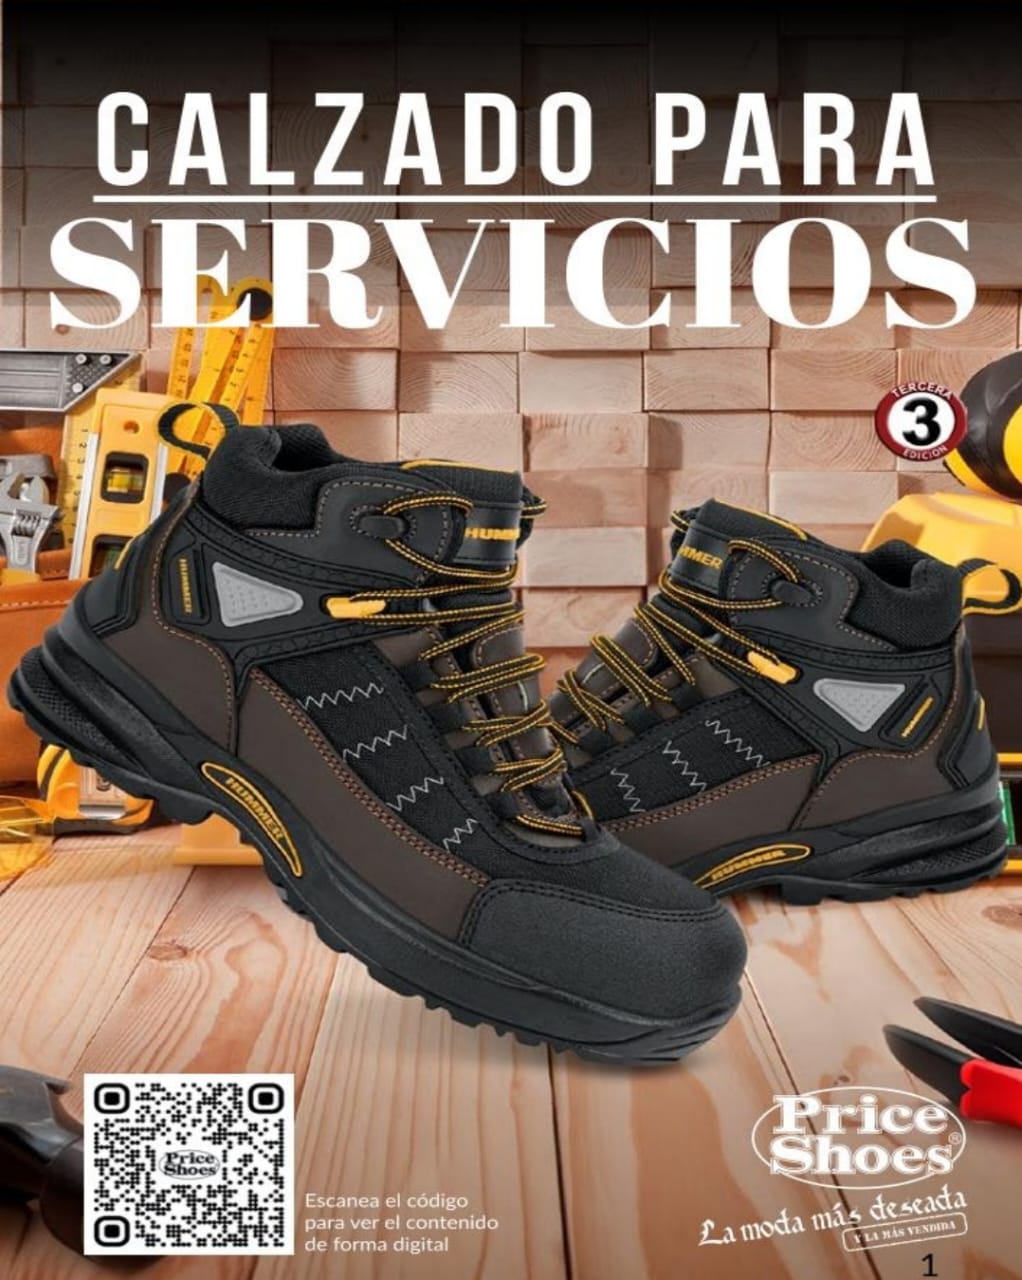 CALZADO PARA
SERVICIOS
TERCERA
3
EDICION
HUMMER
HUMMER
HUMMER
HUMMER
HUMMER
Price
Shoes
Escanea el código
para ver el contenido
de forma digital
Price
Shoes®
La moda más deseada
Y LA MÁS VENDIDA
1